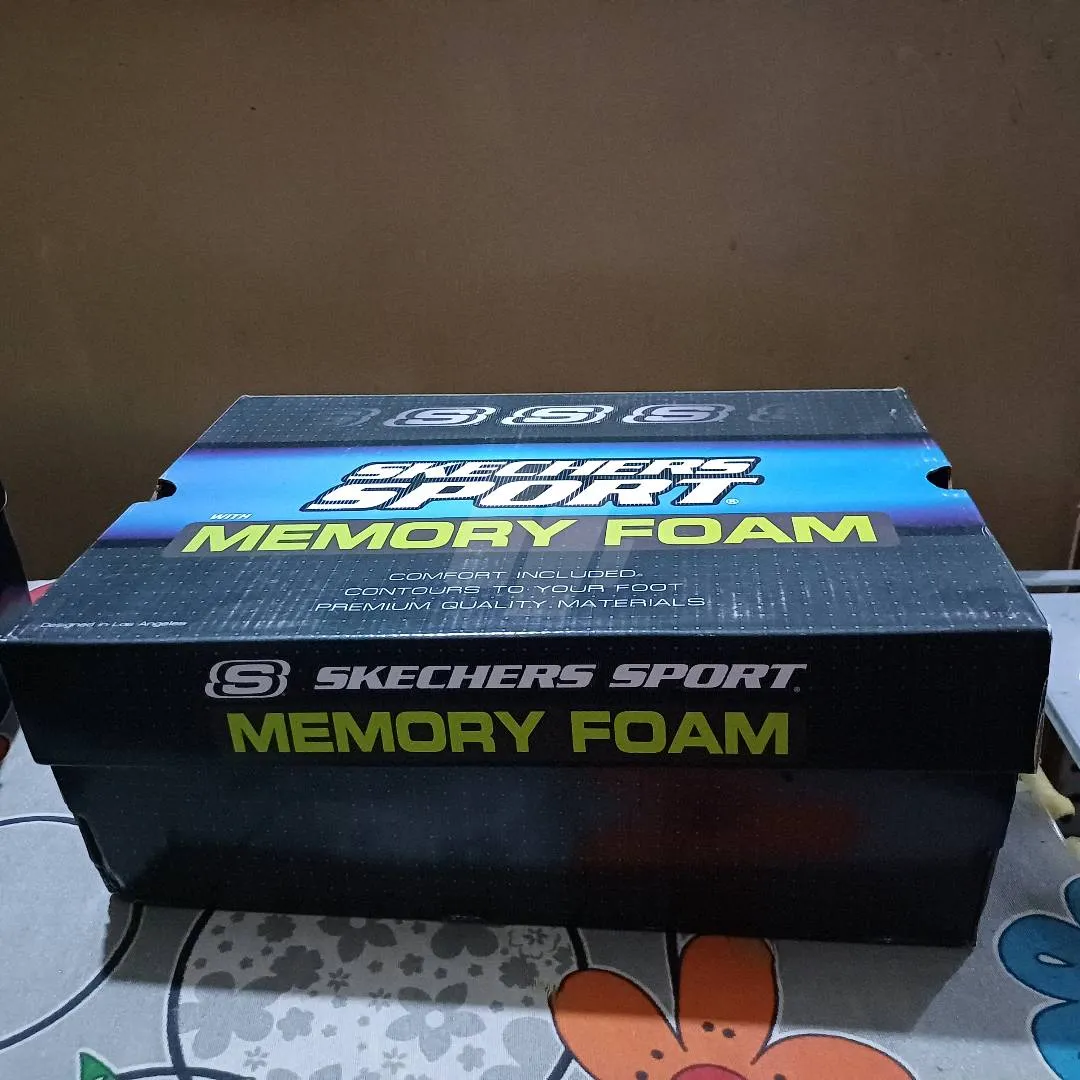 S S S
SKECHERS
SPORT®
WITH
MEMORY FOAM
COMFORT INCLUDED.
CONTOURS TO YOUR FOOT
PREMIUM QUALITY MATERIALS
Designed in Los Angeles
S SKECHERS SPORT.
MEMORY FOAM